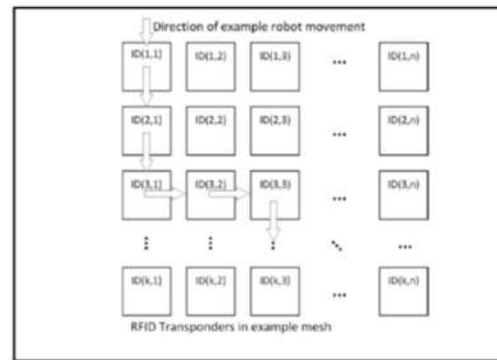 Direction of example robot movement
ID(1,1) ID(1,2) ID(1,3) ... ID(1,n)
ID(2,1) ID(2,2) ID(2,3) ... ID(2,n)
ID(3,1) ID(3,2) ID(3,3) ... ID(3,n)
ID(k,1) ID(k,2) ID(k,3) ... ID(k,n)
RFID Transponders in example mesh